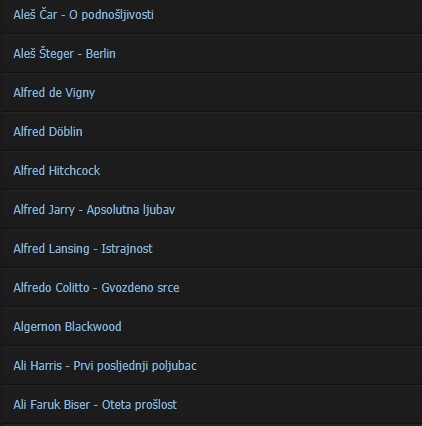 Aleš Čar - O podnošljivosti
Aleš Šteger - Berlin
Alfred de Vigny
Alfred Döblin
Alfred Hitchcock
Alfred Jarry - Apsolutna ljubav
Alfred Lansing - Istrajnost
Alfredo Colitto - Gvozdeno srce
Algernon Blackwood
Ali Harris - Prvi posljednji poljubac
Ali Faruk Biser - Oteta prošlost